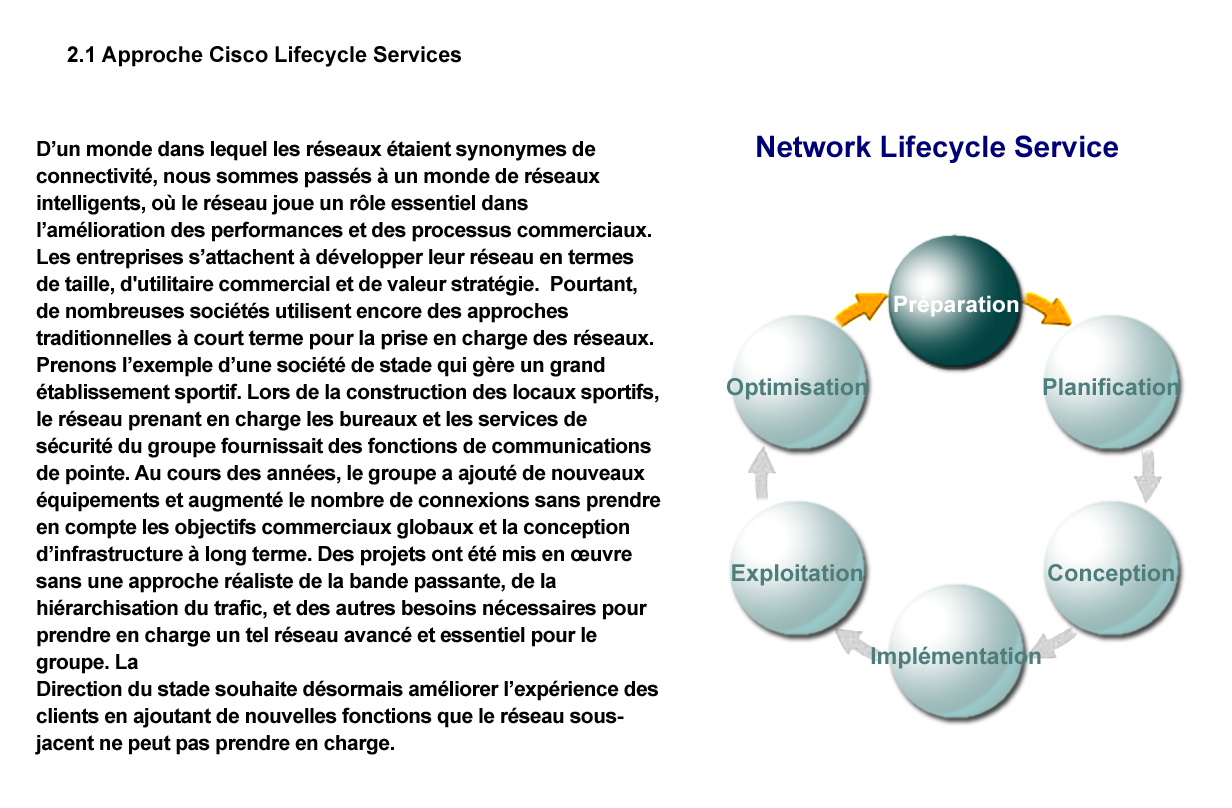 2.1 Approche Cisco Lifecycle Services
D’un monde dans lequel les réseaux étaient synonymes de
connectivité, nous sommes passés à un monde de réseaux
intelligents, où le réseau joue un rôle essentiel dans
l’amélioration des performances et des processus commerciaux.
Les entreprises s’attachent à développer leur réseau en termes
de taille, d'utilitaire commercial et de valeur stratégie.  Pourtant,
de nombreuses sociétés utilisent encore des approches
traditionnelles à court terme pour la prise en charge des réseaux.
Prenons l’exemple d’une société de stade qui gère un grand
établissement sportif. Lors de la construction des locaux sportifs,
le réseau prenant en charge les bureaux et les services de
sécurité du groupe fournissait des fonctions de communications
de pointe. Au cours des années, le groupe a ajouté de nouveaux
équipements et augmenté le nombre de connexions sans prendre
en compte les objectifs commerciaux globaux et la conception
d’infrastructure à long terme. Des projets ont été mis en œuvre
sans une approche réaliste de la bande passante, de la
hiérarchisation du trafic, et des autres besoins nécessaires pour
prendre en charge un tel réseau avancé et essentiel pour le
groupe. La
Direction du stade souhaite désormais améliorer l’expérience des
clients en ajoutant de nouvelles fonctions que le réseau sous-
jacent ne peut pas prendre en charge.
Network Lifecycle Service
Préparation
Planification
Conception
Implémentation
Exploitation
Optimisation